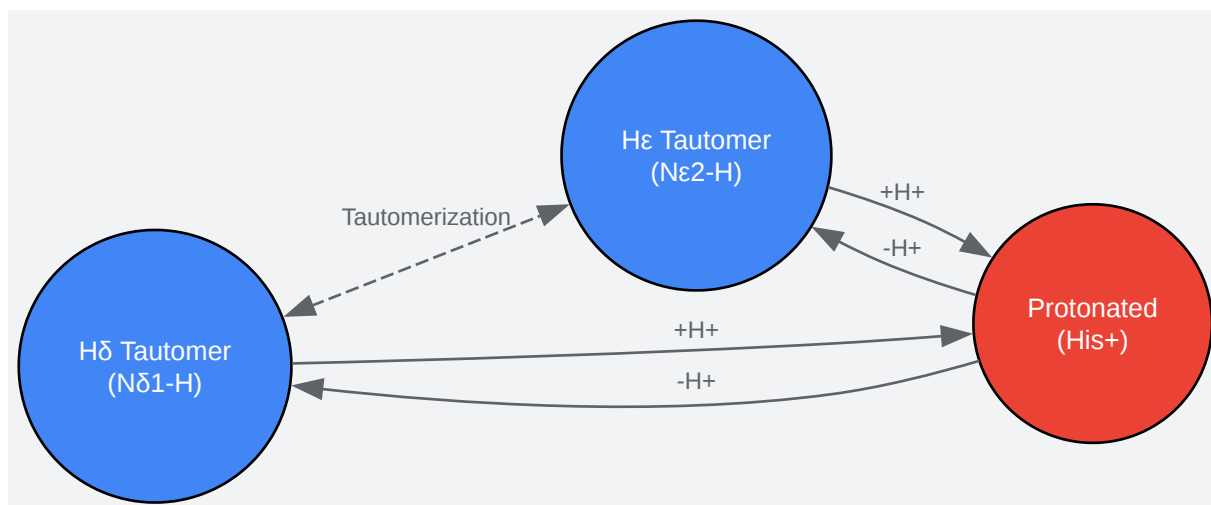 Hε Tautomer
(Nε2-H)
+H+
Tautomerization
-H+
Protonated
(His+)
+H+
Hδ Tautomer
(Nδ1-H)
-H+